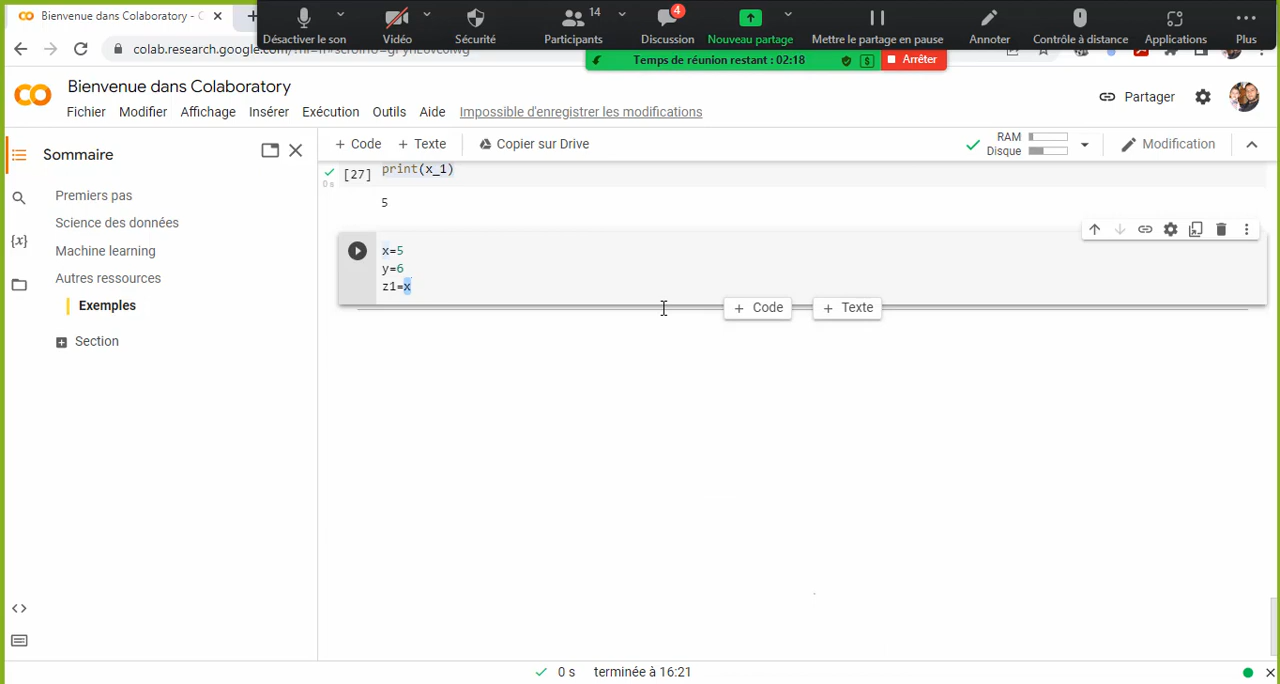 Bienvenue dans Colaboratory - C
Désactiver le son
Vidéo
Sécurité
14
Participants
4
Discussion
Nouveau partage
Mettre le partage en pause
Annoter
Contrôle à distance
Applications
Plus
colab.research.google.com/
Temps de réunion restant : 02:18
Arrêter
Bienvenue dans Colaboratory
Fichier Modifier Affichage Insérer Exécution Outils Aide Impossible d'enregistrer les modifications
Partager
+ Code + Texte Copier sur Drive
RAM
Disque
Modification
Sommaire
Premiers pas
Science des données
Machine learning
Autres ressources
Exemples
Section
{x}
[27] print(x_1)
0 s
5
x=5
y=6
z1=x
+ Code + Texte
0 s terminée à 16:21